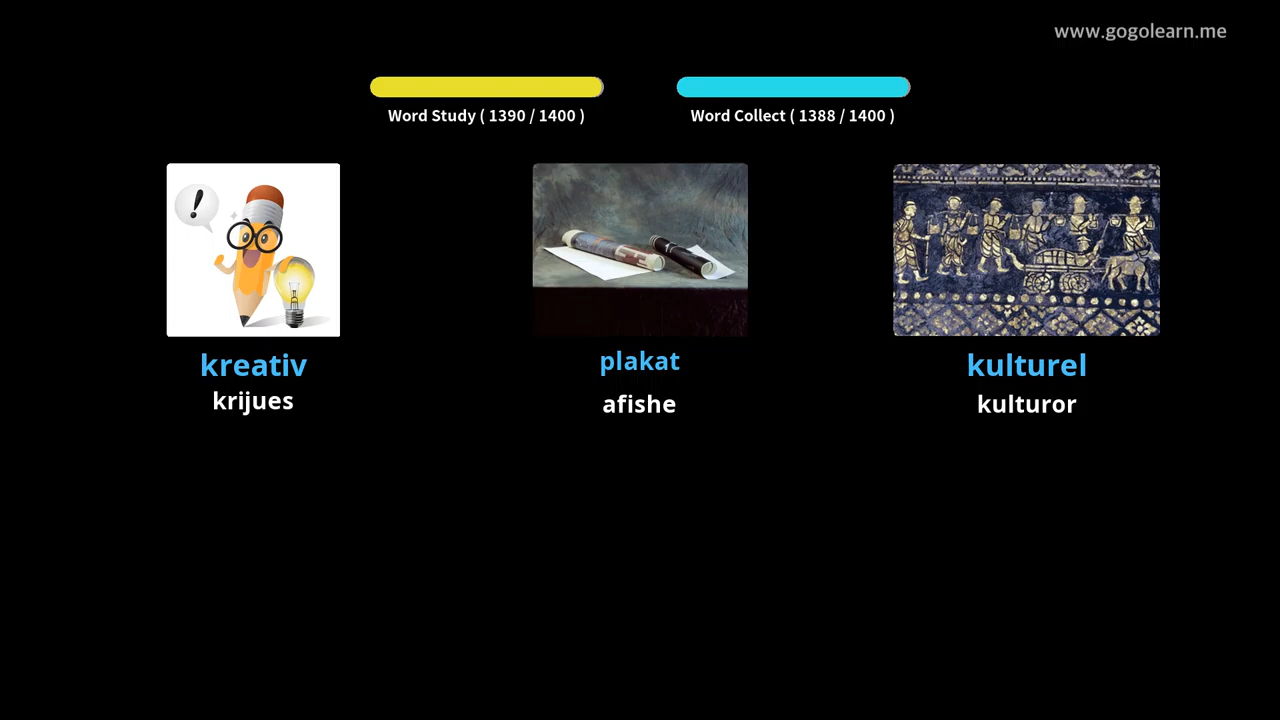 www.gogolearn.me
Word Study ( 1390 / 1400 )
Word Collect ( 1388 / 1400 )
!
kreativ
plakat
kulturel
krijues
afishe
kulturor